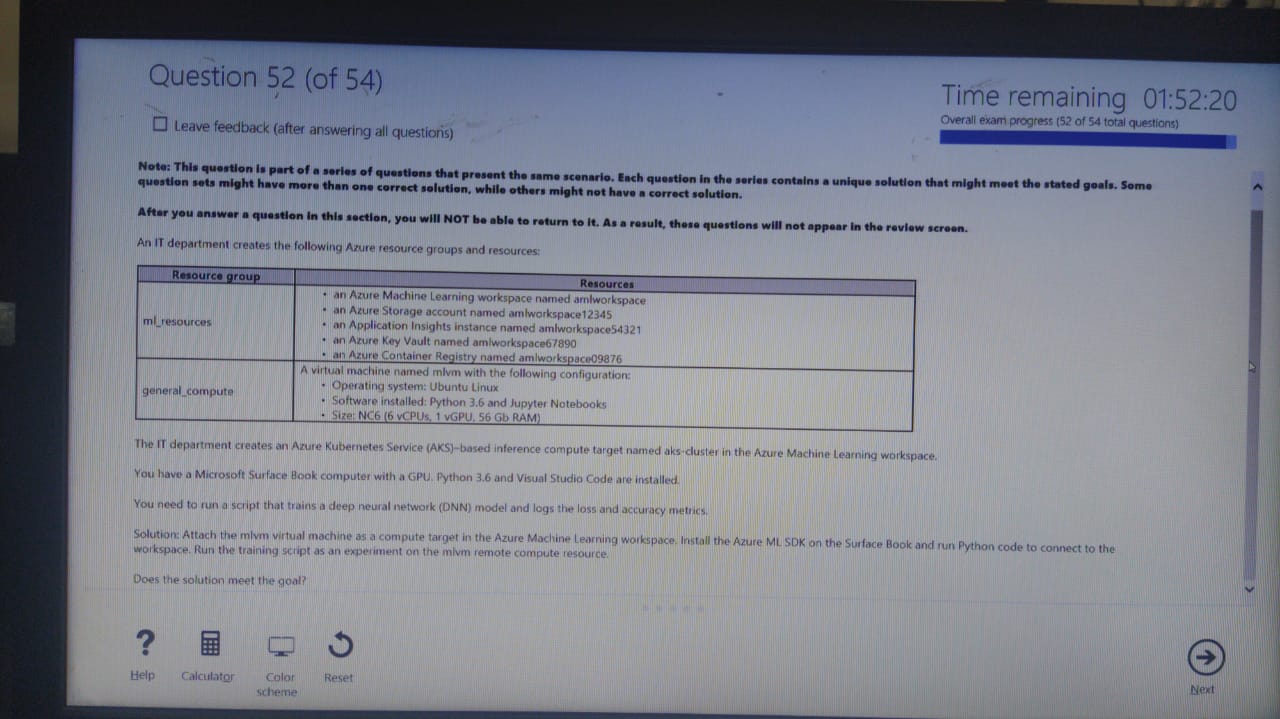 Question 52 (of 54)
Time remaining 01:52:20
Leave feedback (after answering all questions)
Overall exam progress (52 of 54 total questions)
Note: This question is part of a series of questions that present the same scenario. Each question in the series contains a unique solution that might meet the stated goals. Some
question sets might have more than one correct solution, while others might not have a correct solution.
After you answer a question in this section, you will NOT be able to return to it. As a result, these questions will not appear in the review screen.
An IT department creates the following Azure resource groups and resources:
Resource group
Resources
ml_resources
• an Azure Machine Learning workspace named amlworkspace
• an Azure Storage account named amlworkspace12345
• an Application Insights instance named amlworkspace54321
• an Azure Key Vault named amlworkspace67890
• an Azure Container Registry named amlworkspace09876
general_compute
A virtual machine named mlvm with the following configuration:
• Operating system: Ubuntu Linux
• Software installed: Python 3.6 and Jupyter Notebooks
• Size: NC6 (6 vCPUs, 1 vGPU, 56 Gb RAM)
The IT department creates an Azure Kubernetes Service (AKS)-based inference compute target named aks-cluster in the Azure Machine Learning workspace.
You have a Microsoft Surface Book computer with a GPU. Python 3.6 and Visual Studio Code are installed.
You need to run a script that trains a deep neural network (DNN) model and logs the loss and accuracy metrics.
Solution: Attach the mlvm virtual machine as a compute target in the Azure Machine Learning workspace. Install the Azure ML SDK on the Surface Book and run Python code to connect to the
workspace. Run the training script as an experiment on the mlvm remote compute resource.
Does the solution meet the goal?
?
Help
Calculator
Color
scheme
Reset
Next